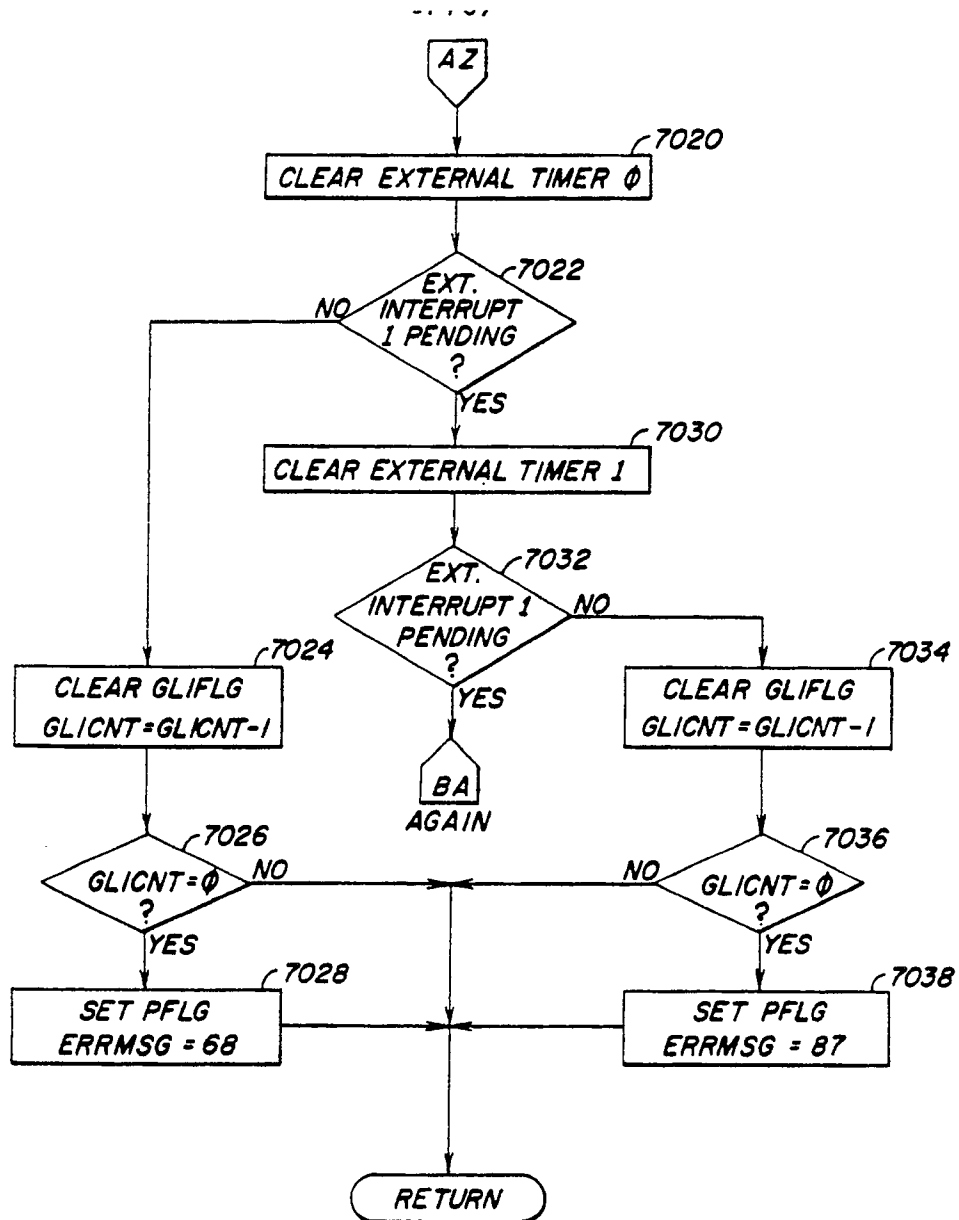 AZ
7020
CLEAR EXTERNAL TIMER φ
7022
EXT.
INTERRUPT
1 PENDING
?
NO
YES
7030
CLEAR EXTERNAL TIMER 1
7032
EXT.
INTERRUPT 1
PENDING
?
NO
YES
7024
CLEAR GLIFLG
GLICNT=GLICNT-1
7034
CLEAR GLIFLG
GLICNT=GLICNT-1
BA
AGAIN
7026
GLICNT=φ
?
NO
YES
7036
GLICNT=φ
?
NO
YES
7028
SET PFLG
ERRMSG = 68
7038
SET PFLG
ERRMSG = 87
RETURN